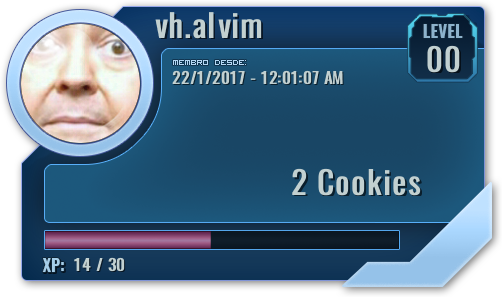 vh.alvim
LEVEL
00
MEMBRO DESDE:
22/1/2017 - 12:01:07 AM
2 Cookies
XP: 14 / 30